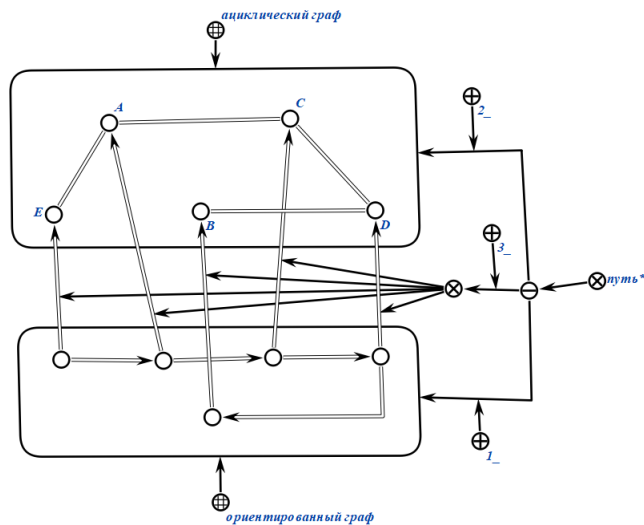 ациклический граф
A
C
2_
E
B
D
3_
путь*
1_
ориентированный граф